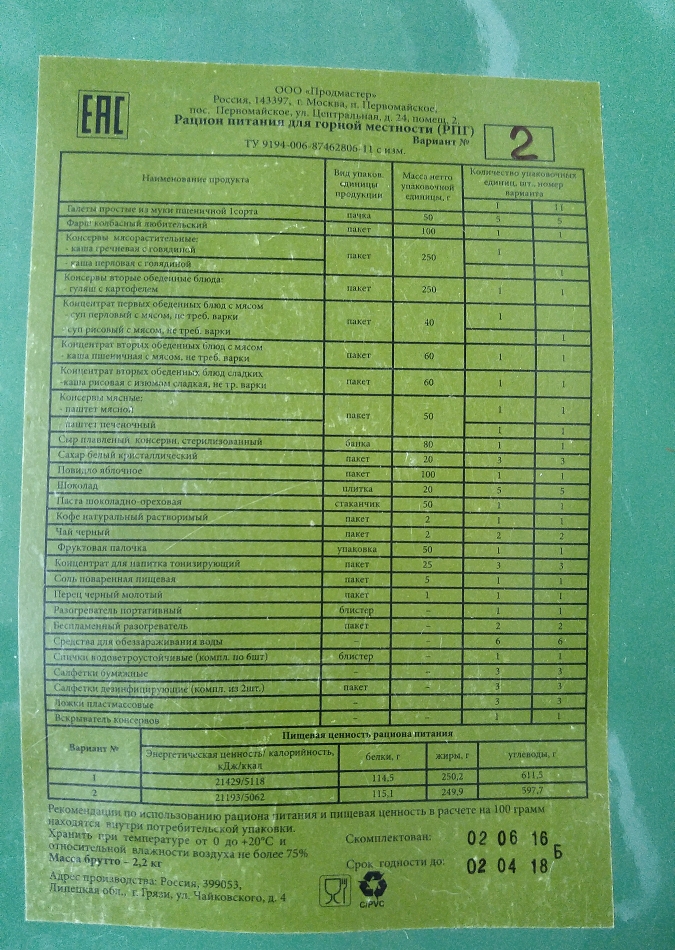 ООО «Продмастер»
Россия, 143397, г. Москва, п. Первомайское,
пос. Первомайское, ул. Центральная, д. 24, помещ. 2.
EAC
Рацион питания для горной местности (РПГ)
Вариант № 2
ТУ 9194-006-87462806-11 с изм.
Наименование продукта Вид упаков. единицы продукции Масса нетто упаковочной единицы, г Количество упаковочных единиц, шт., номер варианта
1 11
Галеты простые из муки пшеничной 1сорта пачка 50 5 5
Фарш колбасный любительский пакет 100 1 1
Консервы мясорастительные:
- каша гречневая с говядиной пакет 250 1
- каша перловая с говядиной 1
Консервы вторые обеденные блюда:
- гуляш с картофелем пакет 250 1 1
Концентрат первых обеденных блюд с мясом
- суп перловый с мясом, не треб. варки пакет 40 1
- суп рисовый с мясом, не треб. варки 1
Концентрат вторых обеденных блюд с мясом
- каша пшеничная с мясом, не треб. варки пакет 60 1 1
Концентрат вторых обеденных блюд сладких
-каша рисовая с изюмом сладкая, не тр. варки пакет 60 1 1
Консервы мясные:
- паштет мясной пакет 50 1 1
- паштет печеночный 1 1
Сыр плавленый консервн. стерилизованный банка 80 1 1
Сахар белый кристаллический пакет 20 3 3
Повидло яблочное пакет 100 1 1
Шоколад плитка 20 5 5
Паста шоколадно-ореховая стаканчик 50 1 1
Кофе натуральный растворимый пакет 2 1 1
Чай черный пакет 2 2 2
Фруктовая палочка упаковка 50 1 1
Концентрат для напитка тонизирующий пакет 25 3 3
Соль поваренная пищевая пакет 5 1 1
Перец черный молотый пакет 1 1 1
Разогреватель портативный блистер – 1 1
Беспламенный разогреватель пакет – 2 2
Средства для обеззараживания воды – – 6 6
Спички водоветроустойчивые (компл. по 6шт) блистер – 1 1
Салфетки бумажные – – 3 3
Салфетки дезинфицирующие (компл. из 2шт.) пакет – 3 3
Ложки пластмассовые – – 3 3
Вскрыватель консервов – – 1 1
Пищевая ценность рациона питания
Вариант № Энергетическая ценность/ калорийность, кДж/ккал белки, г жиры, г углеводы, г
1 21429/5118 114,5 250,2 611,5
2 21193/5062 115,1 249,9 597,7
Рекомендации по использованию рациона питания и пищевая ценность в расчете на 100 грамм
находятся внутри потребительской упаковки.
Хранить при температуре от 0 до +20°С и
относительной влажности воздуха не более 75%
Масса брутто – 2,2 кг
Скомплектован: 02 06 16
Срок годности до: 02 04 18 Б
Адрес производства: Россия, 399053,
Липецкая обл., г. Грязи, ул. Чайковского, д. 4
C/PVC